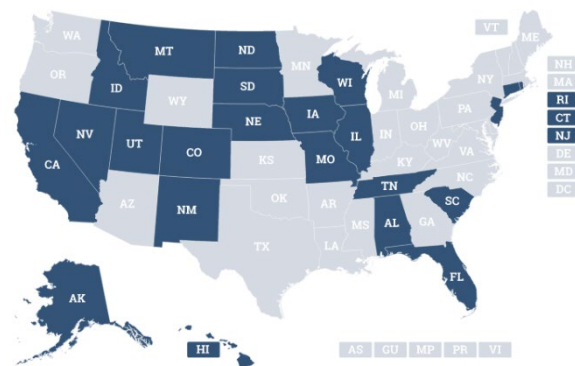 VT
WA
ME
MT
ND
MN
OR
NH
ID
WI
NY
MA
SD
MI
WY
RI
IA
PA
CT
NE
NJ
NV
IL
IN
OH
DE
UT
CO
WV
VA
MD
CA
KS
MO
KY
DC
NC
TN
AZ
NM
OK
AR
SC
MS
AL
GA
TX
LA
FL
AK
HI
AS
GU
MP
PR
VI